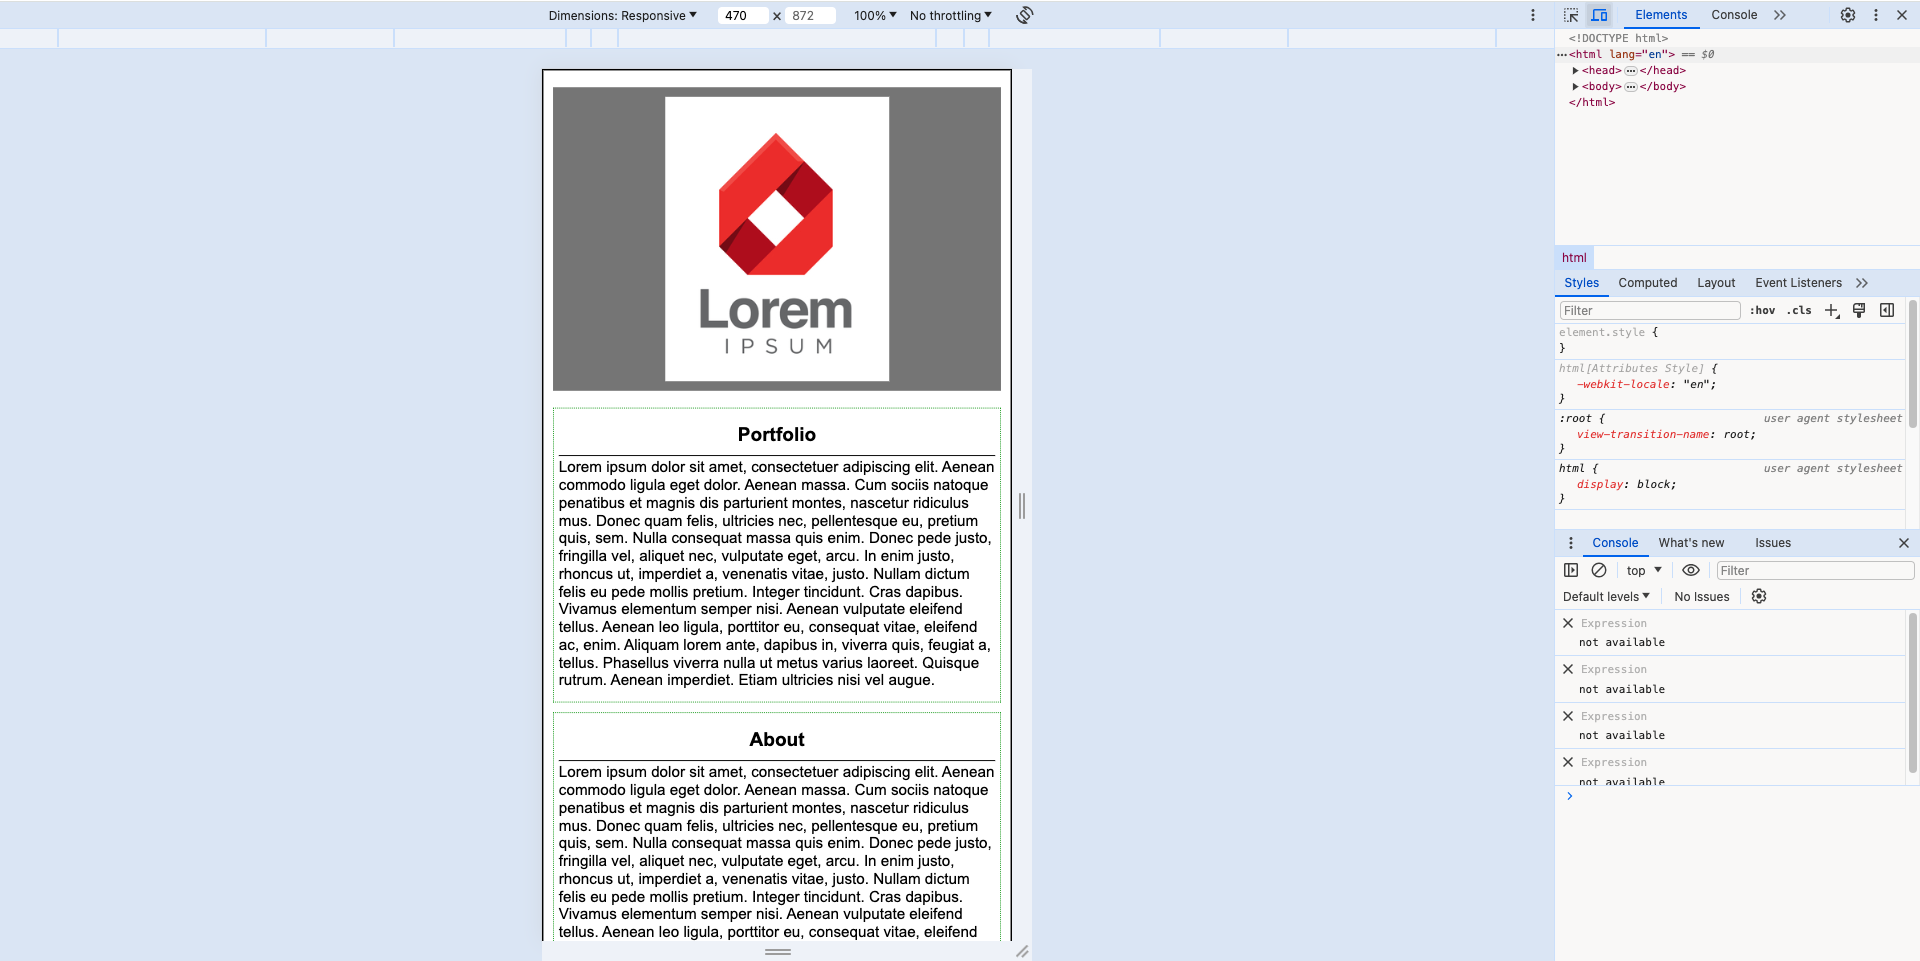 Dimensions: Responsive 470 x 872 100% No throttling
Elements Console
<!DOCTYPE html>
<html lang="en"> == $0
<head> </head>
<body> </body>
</html>
Lorem
IPSUM
Portfolio
Lorem ipsum dolor sit amet, consectetuer adipiscing elit. Aenean
commodo ligula eget dolor. Aenean massa. Cum sociis natoque
penatibus et magnis dis parturient montes, nascetur ridiculus
mus. Donec quam felis, ultricies nec, pellentesque eu, pretium
quis, sem. Nulla consequat massa quis enim. Donec pede justo,
fringilla vel, aliquet nec, vulputate eget, arcu. In enim justo,
rhoncus ut, imperdiet a, venenatis vitae, justo. Nullam dictum
felis eu pede mollis pretium. Integer tincidunt. Cras dapibus.
Vivamus elementum semper nisi. Aenean vulputate eleifend
tellus. Aenean leo ligula, porttitor eu, consequat vitae, eleifend
ac, enim. Aliquam lorem ante, dapibus in, viverra quis, feugiat a,
tellus. Phasellus viverra nulla ut metus varius laoreet. Quisque
rutrum. Aenean imperdiet. Etiam ultricies nisi vel augue.
About
Lorem ipsum dolor sit amet, consectetuer adipiscing elit. Aenean
commodo ligula eget dolor. Aenean massa. Cum sociis natoque
penatibus et magnis dis parturient montes, nascetur ridiculus
mus. Donec quam felis, ultricies nec, pellentesque eu, pretium
quis, sem. Nulla consequat massa quis enim. Donec pede justo,
fringilla vel, aliquet nec, vulputate eget, arcu. In enim justo,
rhoncus ut, imperdiet a, venenatis vitae, justo. Nullam dictum
felis eu pede mollis pretium. Integer tincidunt. Cras dapibus.
Vivamus elementum semper nisi. Aenean vulputate eleifend
tellus. Aenean leo ligula, porttitor eu, consequat vitae, eleifend
html
Styles Computed Layout Event Listeners
Filter :hov .cls
element.style {
}
html[Attributes Style] {
-webkit-locale: "en";
}
:root { user agent stylesheet
view-transition-name: root;
}
html { user agent stylesheet
display: block;
}
Console What's new Issues
top Filter
Default levels No Issues
Expression
not available
Expression
not available
Expression
not available
Expression
not available